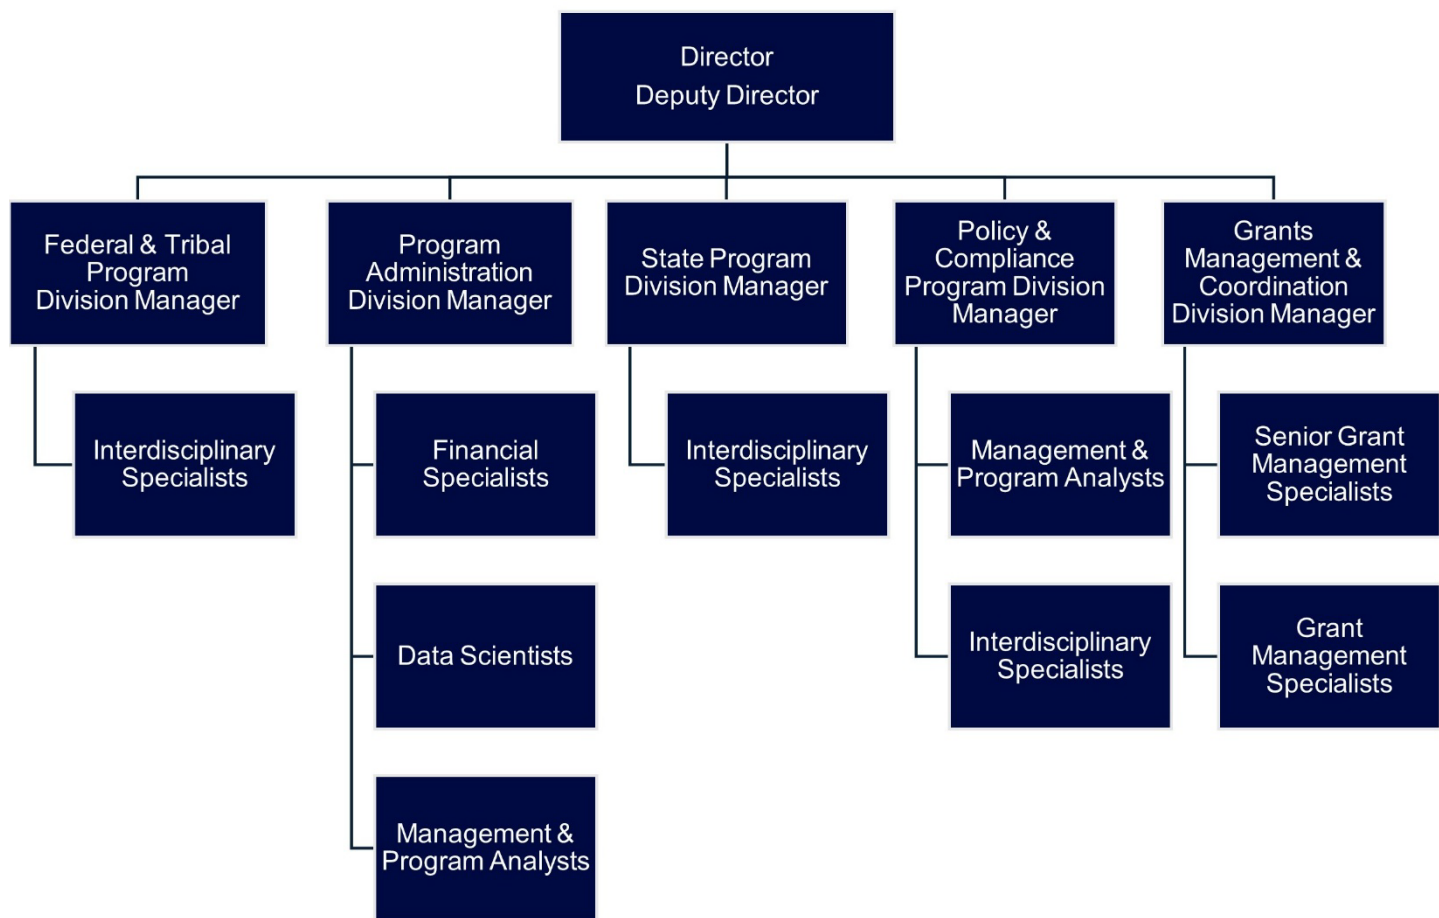 Director
Deputy Director
Federal & Tribal
Program
Division Manager
Program
Administration
Division Manager
State Program
Division Manager
Policy &
Compliance
Program Division
Manager
Grants
Management &
Coordination
Division Manager
Interdisciplinary
Specialists
Financial
Specialists
Interdisciplinary
Specialists
Management &
Program Analysts
Senior Grant
Management
Specialists
Data Scientists
Interdisciplinary
Specialists
Grant
Management
Specialists
Management &
Program Analysts